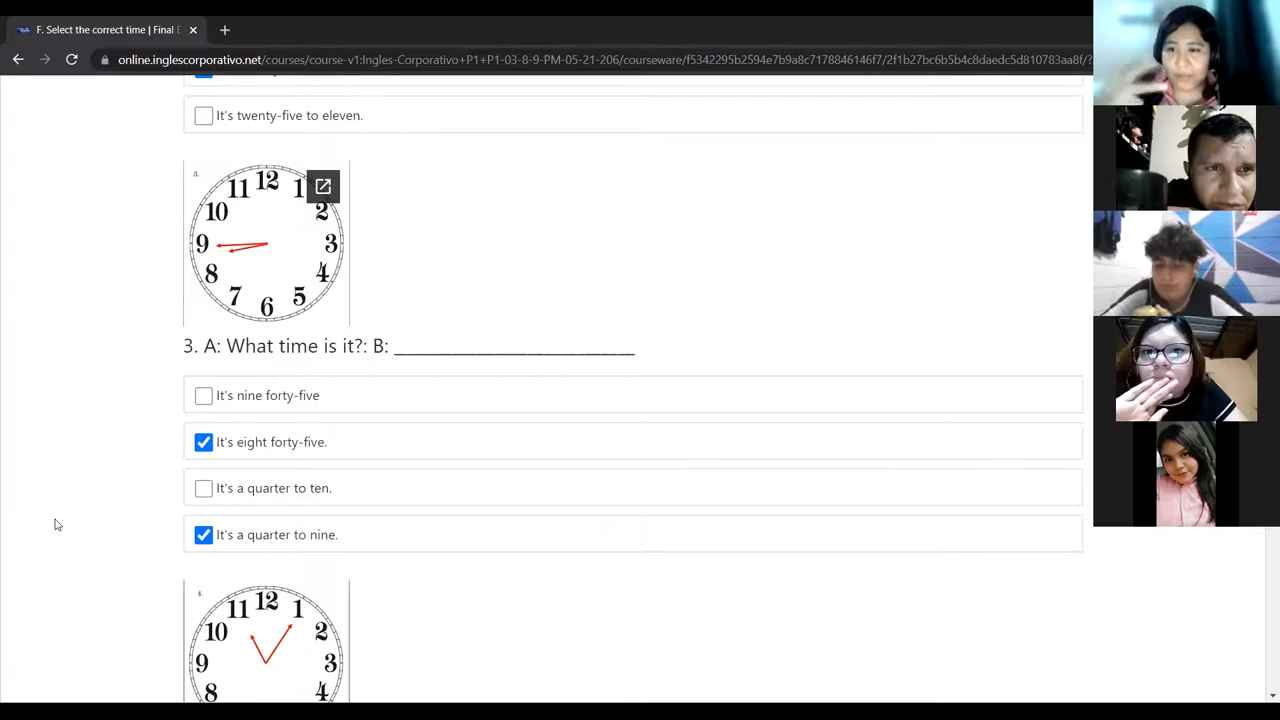 F. Select the correct time | Final E
online.inglescorporativo.net/courses/course-v1:Ingles-Corporativo+P1+P1-03-8-9-PM-05-21-206/courseware/f5342295b2594e7b9a8c7178846146f7/2f1b27bc6b5b4c8daedc5d810783aa8f/?
It's twenty-five to eleven.
3.
12
11 1
10 2
9 3
8 4
7 5
6
3. A: What time is it?: B: ____________________________
It's nine forty-five
It's eight forty-five.
It's a quarter to ten.
It's a quarter to nine.
4.
12
11 1
10 2
9 3
8 4